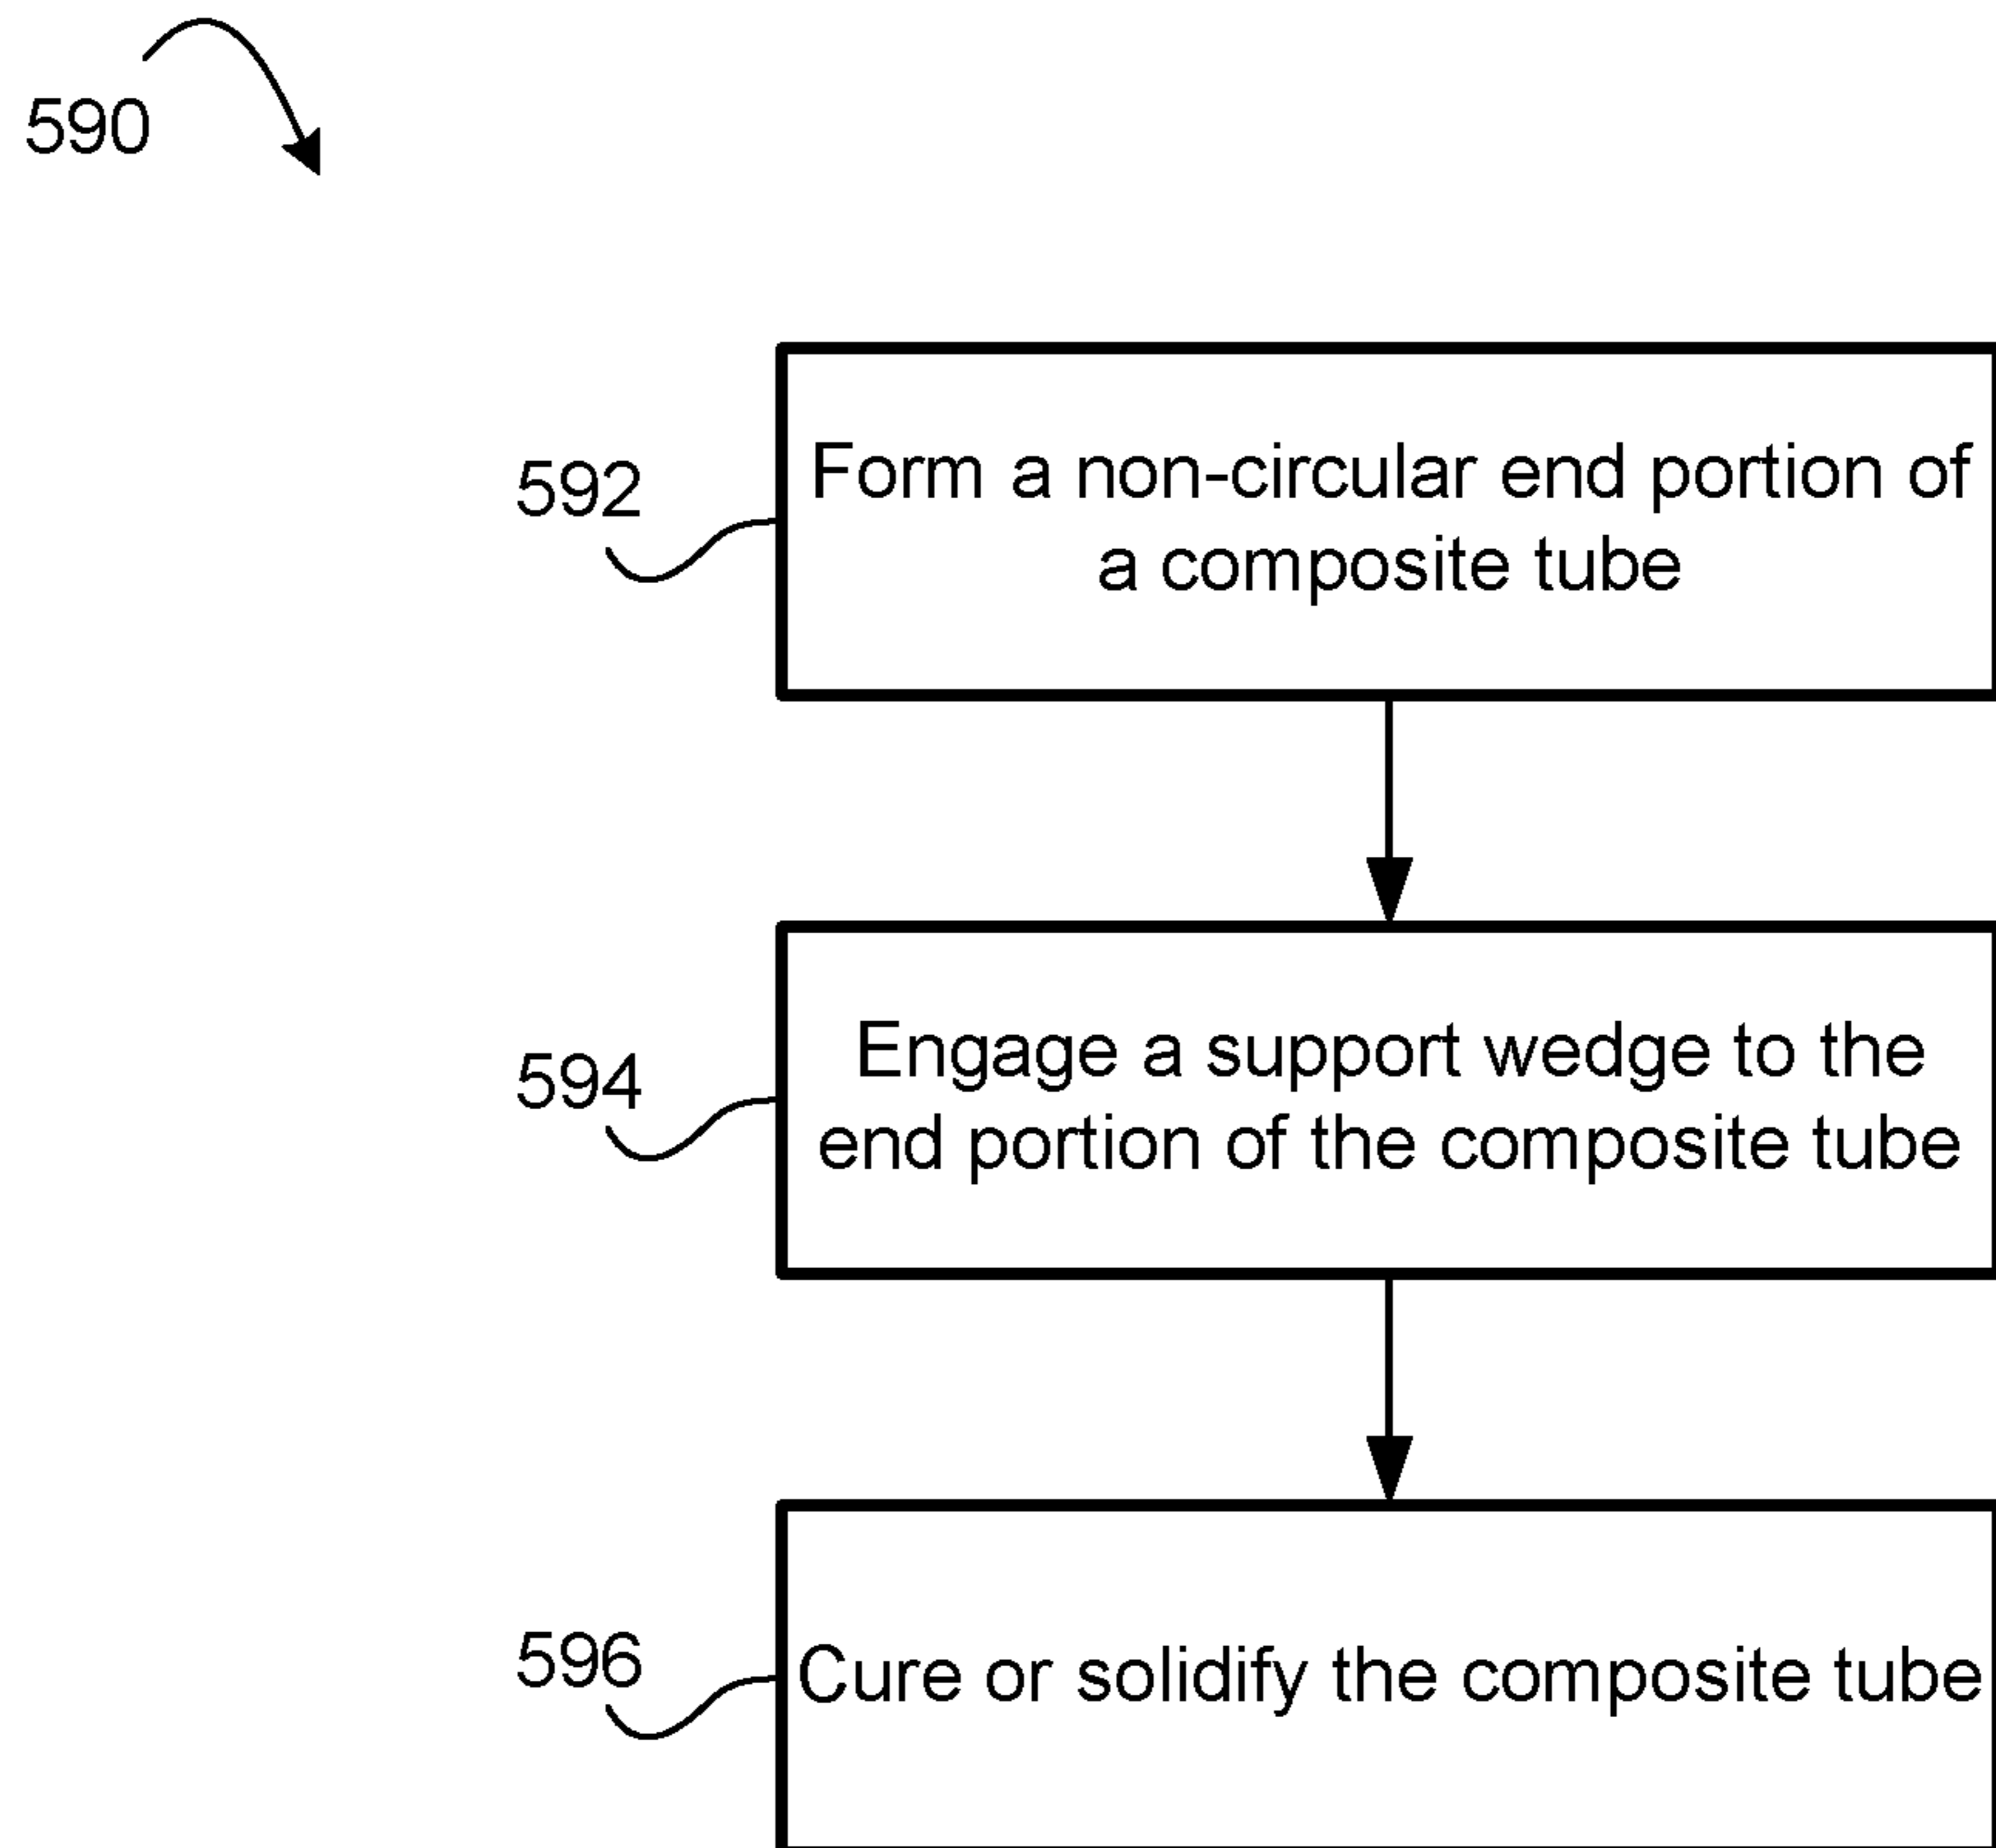 590
592
Form a non-circular end portion of
a composite tube
594
Engage a support wedge to the
end portion of the composite tube
596
Cure or solidify the composite tube